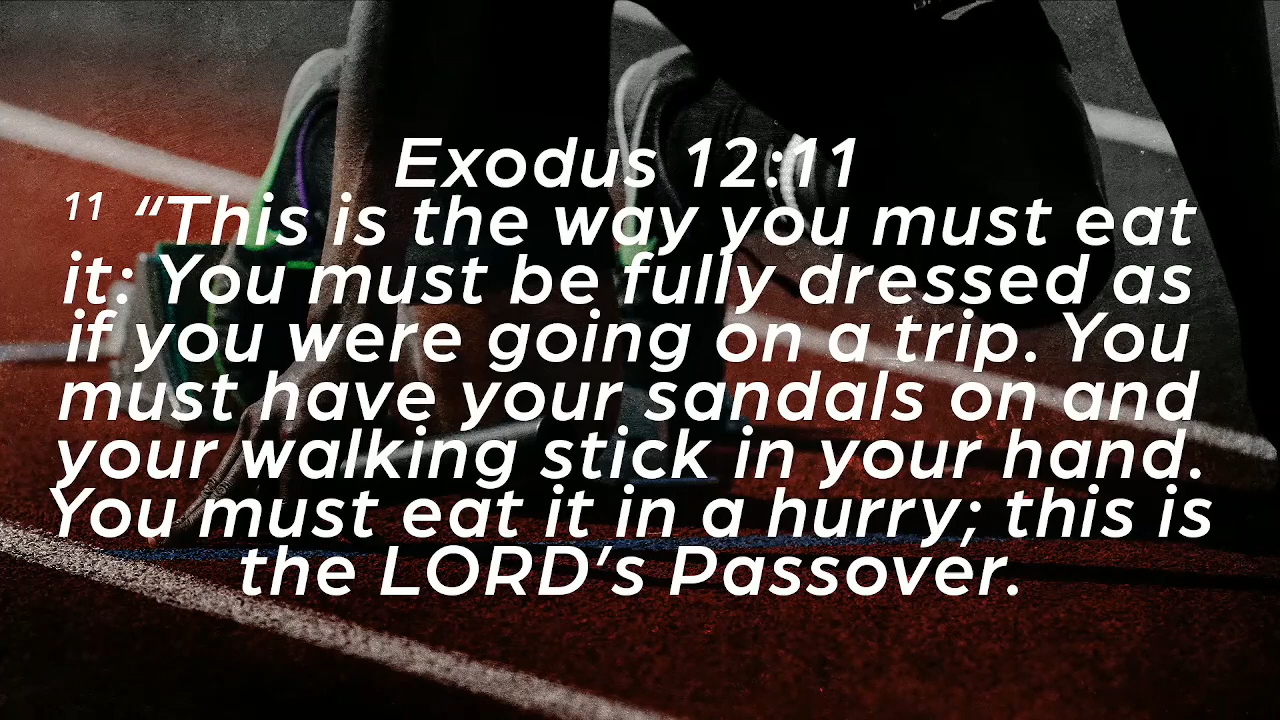 Exodus 12:11
11 “This is the way you must eat
it: You must be fully dressed as
if you were going on a trip. You
must have your sandals on and
your walking stick in your hand.
You must eat it in a hurry; this is
the LORD’s Passover.